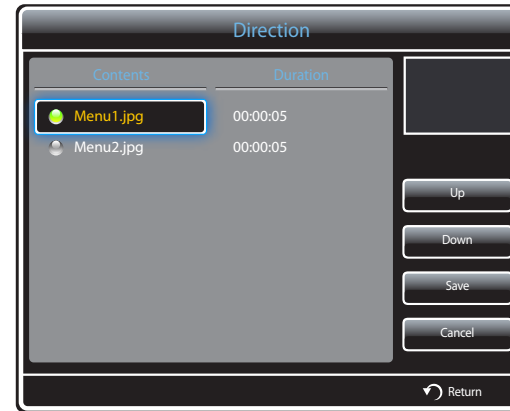 Direction
Contents Duration
Menu1.jpg 00:00:05
Menu2.jpg 00:00:05
Up
Down
Save
Cancel
Return